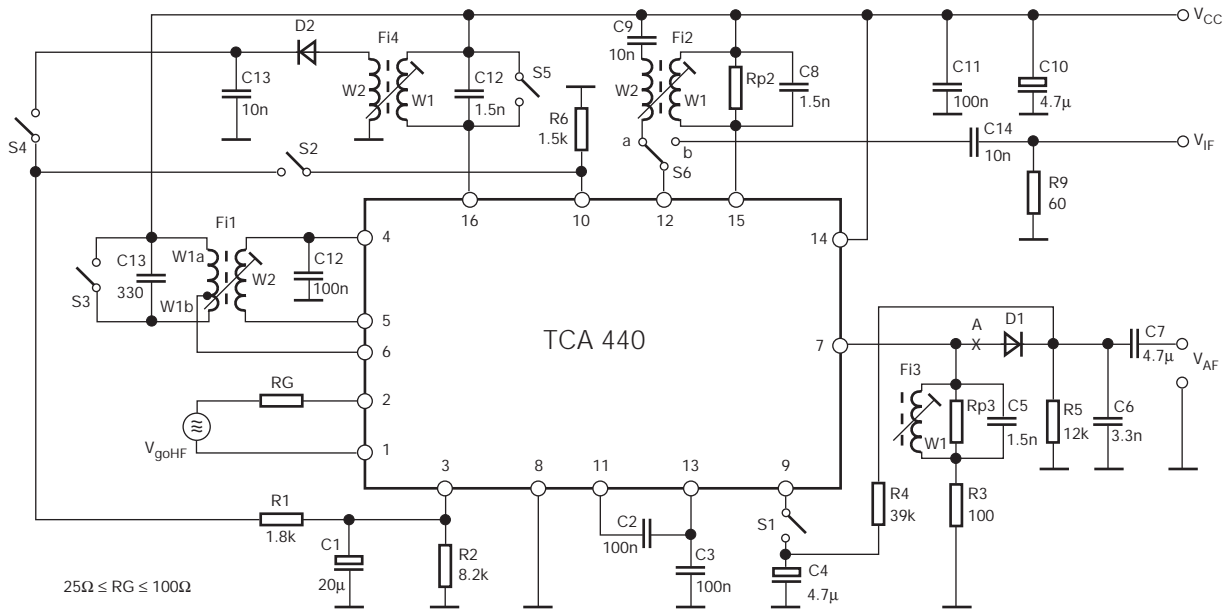 VCC
D2
Fi4
C9
10n
Fi2
C13
10n
W2
W1
C12
1.5n
S5
R6
1.5k
W2
W1
Rp2
C8
1.5n
C11
100n
C10
4.7µ
S4
S2
a
b
S6
C14
10n
VIF
R9
60
16
10
12
15
14
Fi1
4
C13
330
W1a
W1b
W2
C12
100n
S3
5
6
TCA 440
7
A
X
D1
C7
4.7µ
VAF
RG
2
VgoHF
1
Fi3
W1
Rp3
C5
1.5n
R5
12k
C6
3.3n
3
8
11
13
9
R1
1.8k
C1
20µ
R2
8.2k
C2
100n
C3
100n
S1
C4
4.7µ
R4
39k
R3
100
25Ω ≤ RG ≤ 100Ω